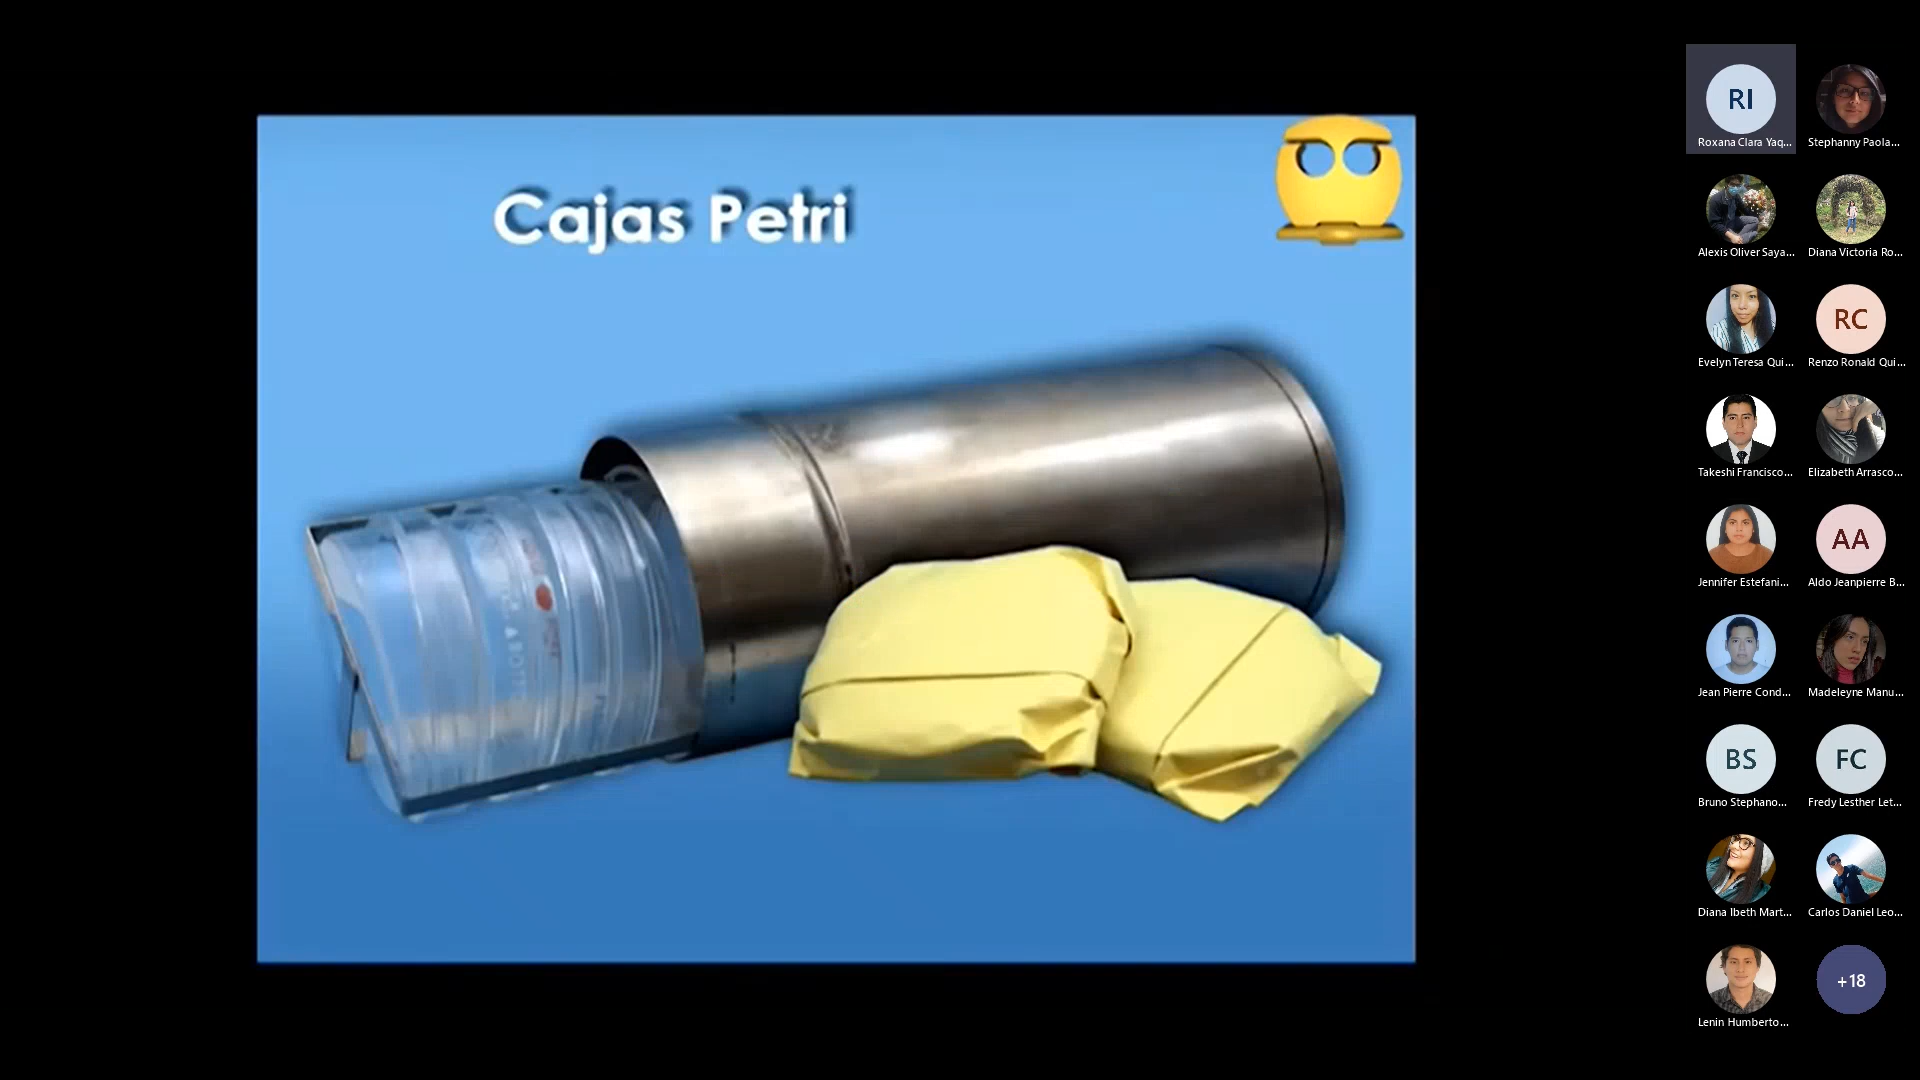 Cajas Petri
RI
Roxana Clara Yaq...
Stephanny Paola...
Alexis Oliver Saya...
Diana Victoria Ro...
Evelyn Teresa Qui...
RC
Renzo Ronald Qui...
Takeshi Francisco...
Elizabeth Arrasco...
Jennifer Estefani...
AA
Aldo Jeanpierre B...
Jean Pierre Cond...
Madeleyne Manu...
BS
Bruno Stephano...
FC
Fredy Lesther Let...
Diana Ibeth Mart...
Carlos Daniel Leo...
Lenin Humberto...
+18